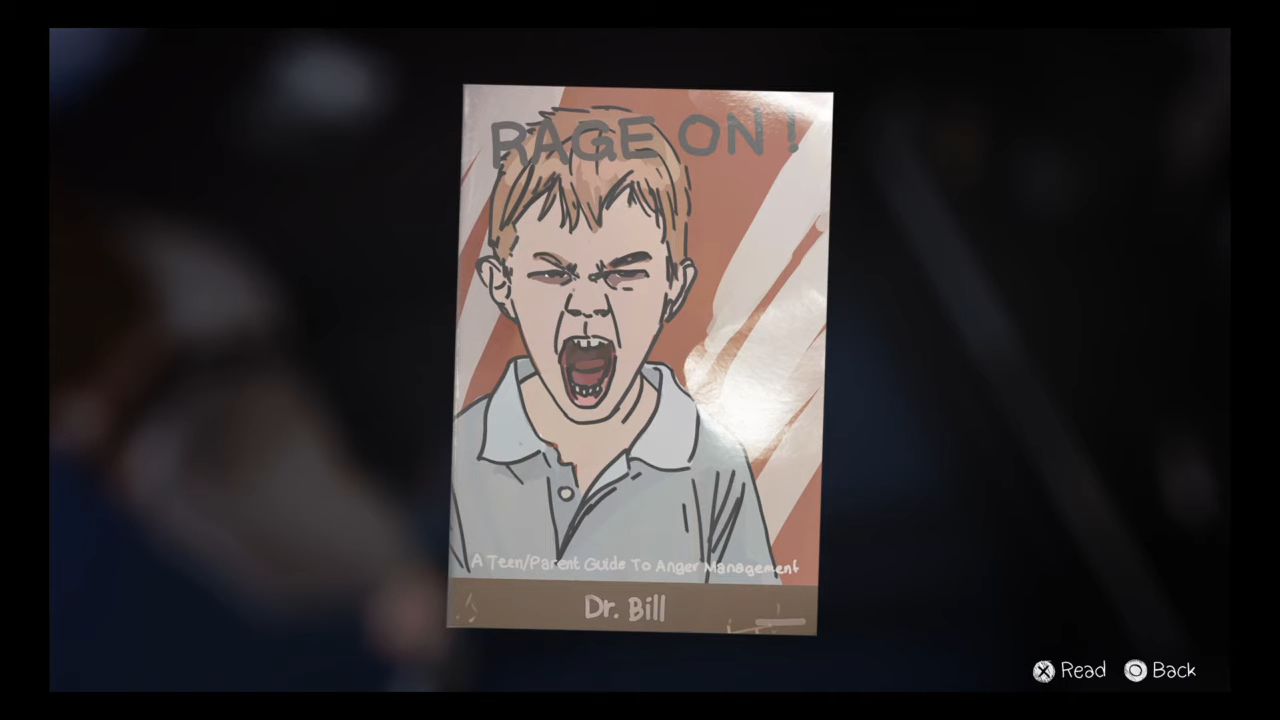 RAGE ON !
A Teen/Parent Guide To Anger Management
Dr. Bill
Read
Back